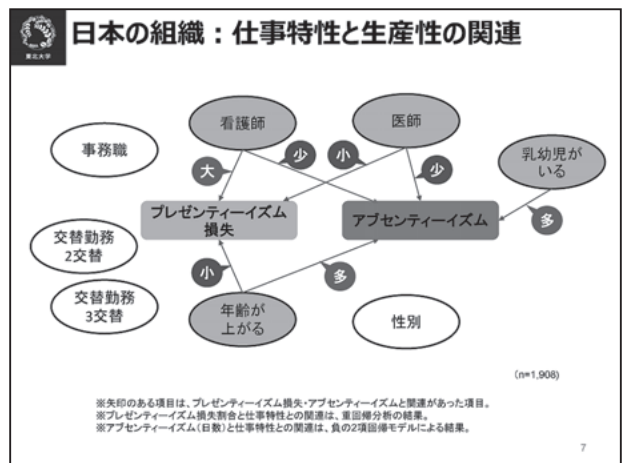 東北大学
日本の組織：仕事特性と生産性の関連
看護師
医師
事務職
乳幼児が
いる
大
少
小
少
多
プレゼンティーイズム
損失
アブセンティーイズム
交替勤務
2交替
交替勤務
3交替
小
多
年齢が
上がる
性別
(n=1,908)
※矢印のある項目は、プレゼンティーイズム損失・アブセンティーイズムと関連があった項目。
※プレゼンティーイズム損失割合と仕事特性との関連は、重回帰分析の結果。
※アブセンティーイズム（日数）と仕事特性との関連は、負の2項回帰モデルによる結果。
7